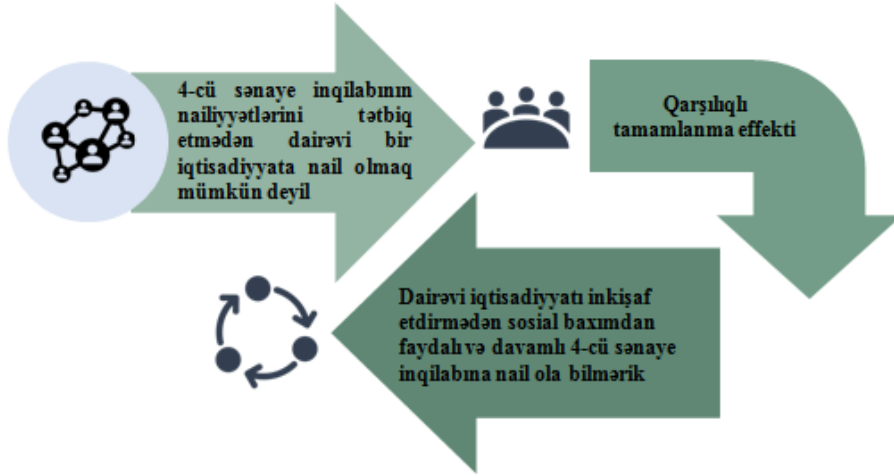 4-cü sənaye inqilabının
nailiyyətlərini tətbiq
etmədən dairəvi bir
iqtisadiyyata nail olmaq
mümkün deyil
Qarşılıqlı
tamamlanma effekti
Dairəvi iqtisadiyyatı inkişaf
etdirmədən sosial baxımdan
faydalı və davamlı 4-cü sənaye
inqilabına nail ola bilmərik